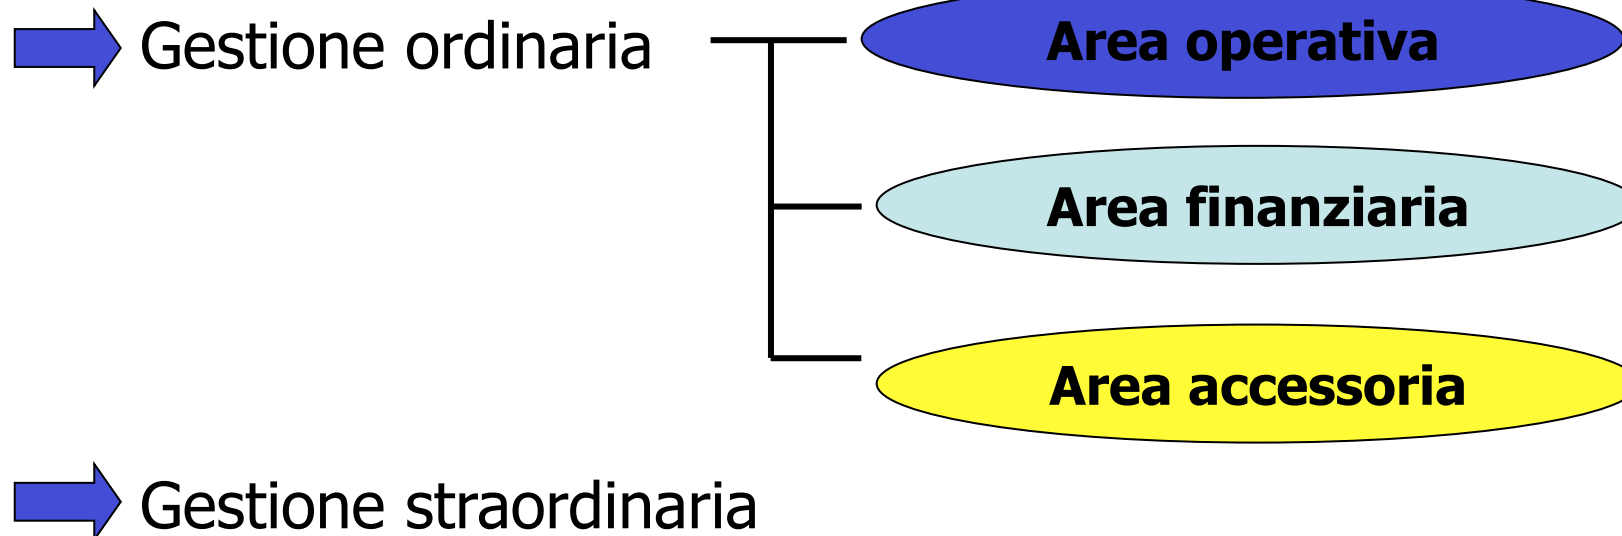 Gestione ordinaria
Area operativa
Area finanziaria
Area accessoria
Gestione straordinaria